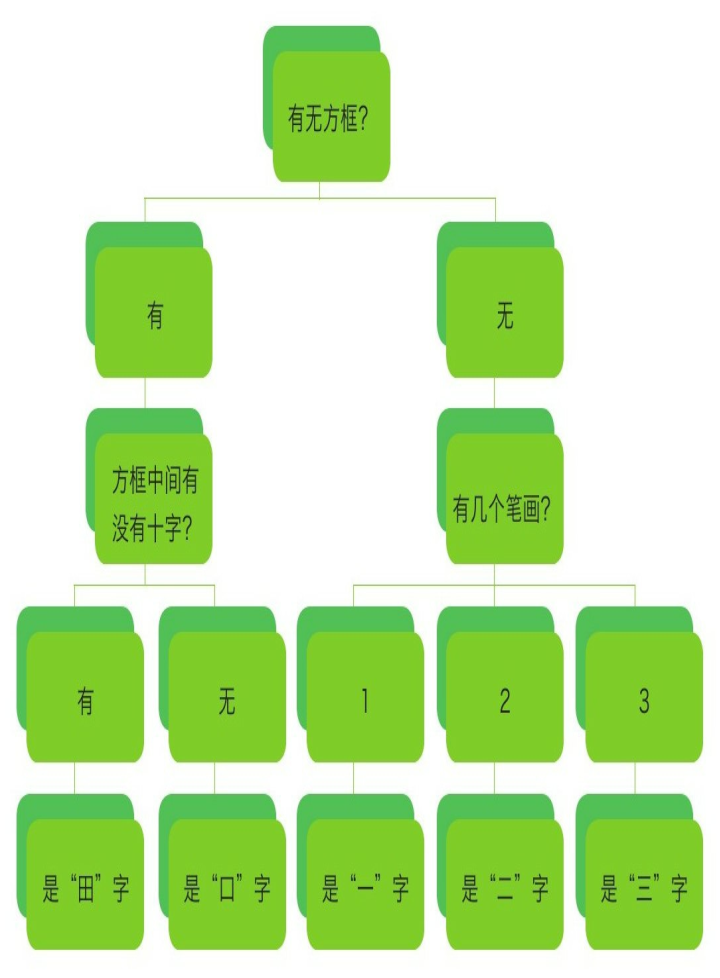 有无方框?
有
无
方框中间有
没有十字?
有几个笔画?
有
无
1
2
3
是“田”字
是“口”字
是“一”字
是“二”字
是“三”字